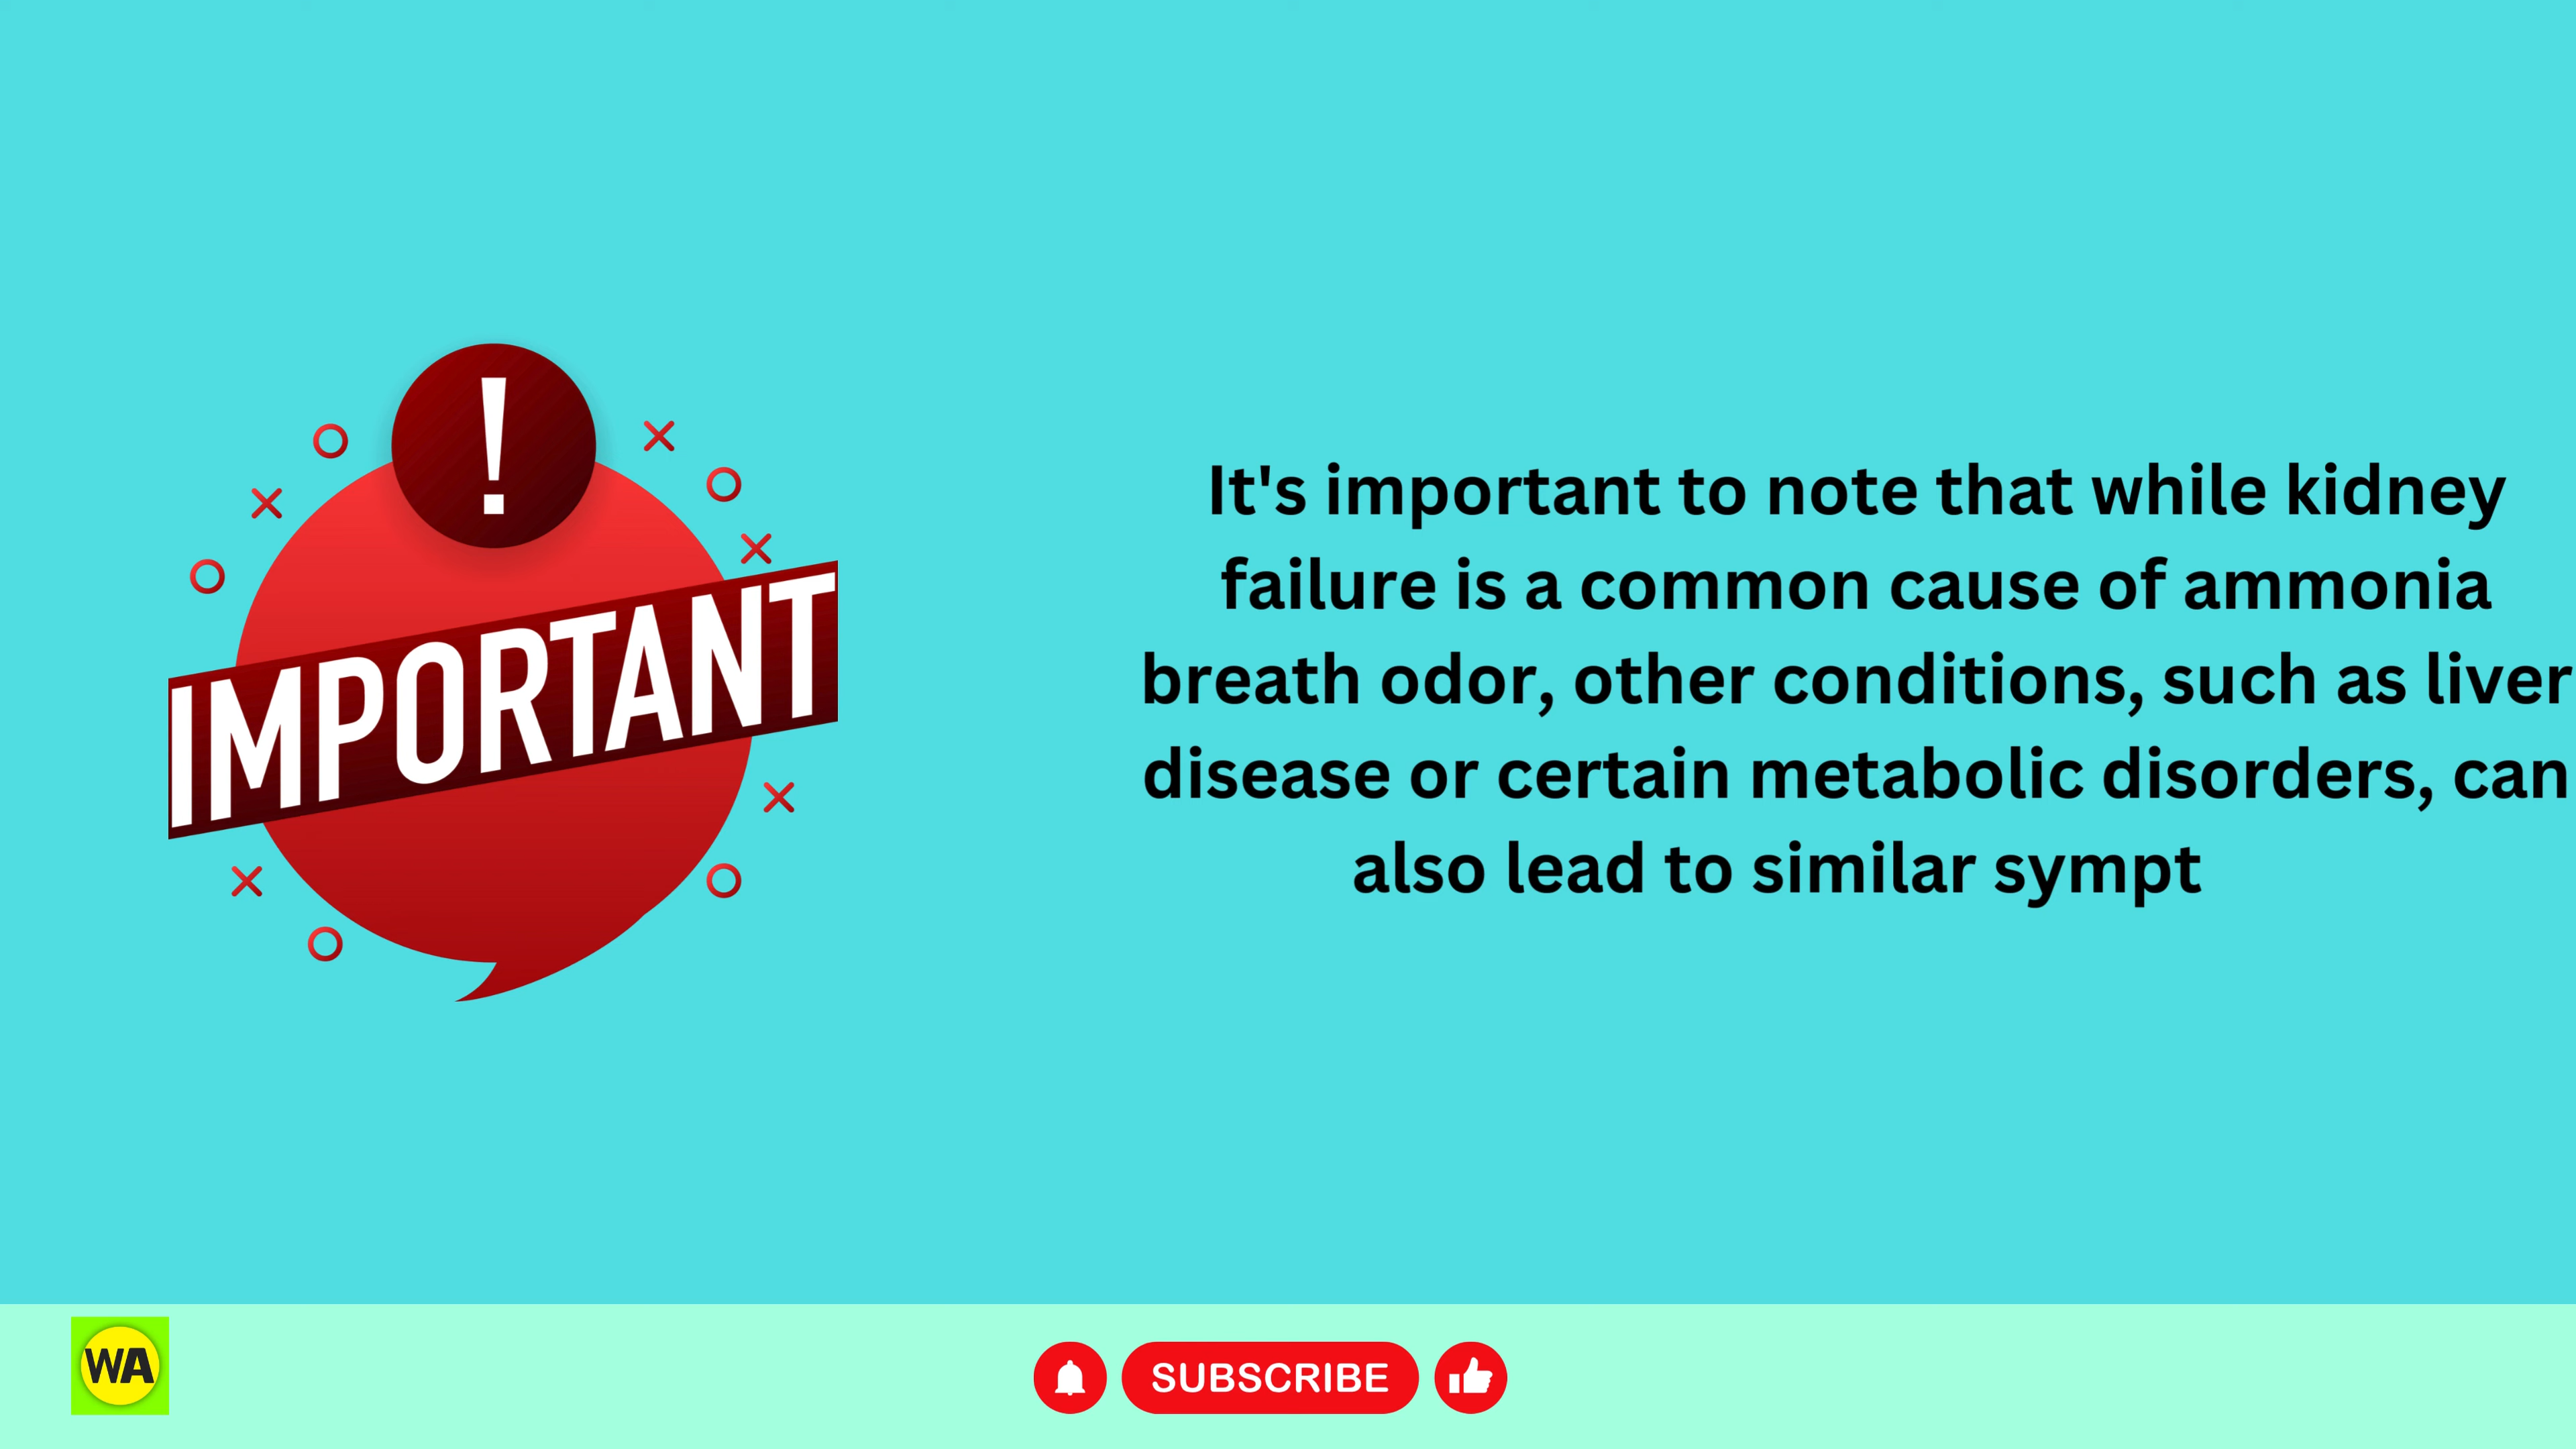 !
IMPORTANT
It's important to note that while kidney
failure is a common cause of ammonia
breath odor, other conditions, such as liver
disease or certain metabolic disorders, can
also lead to similar sympt
WA
SUBSCRIBE